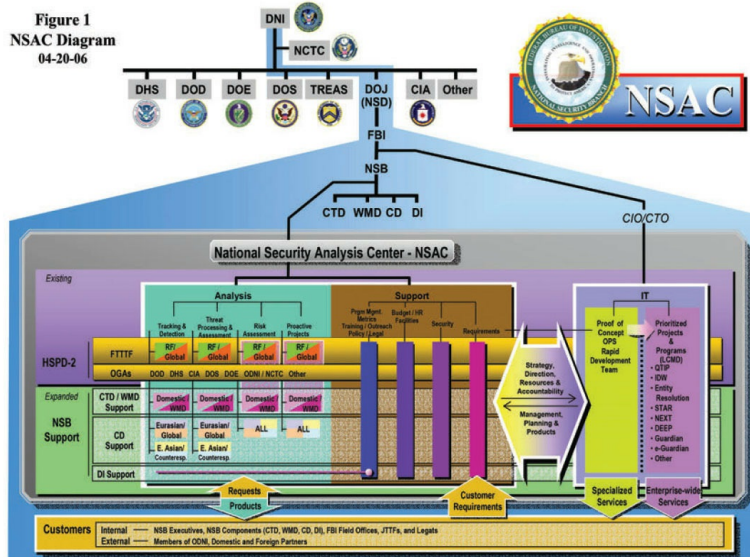 Figure 1
NSAC Diagram
04-20-06
DNI
NCTC
DHS
DOD
DOE
DOS
TREAS
DOJ
(NSD)
CIA
Other
FEDERAL BUREAU OF INVESTIGATION
NATIONAL SECURITY BRANCH
NSAC
FBI
NSB
CTD WMD CD DI
CIO/CTO
National Security Analysis Center - NSAC
Existing
Analysis
Support
IT
Tracking &
Detection
Threat
Processing &
Assessment
Risk
Assessment
Proactive
Projects
Prgm Mgmt.
Metrics
Training / Outreach
Policy / Legal
Budget / HR
Facilities
Security
Requirements
Proof of
Concept
OPS
Rapid
Development
Team
Prioritized
Projects
&
Programs
(LCMD)
• QTIP
• IDW
• Entity
Resolution
• STAR
• NEXT
• DEEP
• Guardian
• e-Guardian
• Other
HSPD-2
FTTTF
RF/
Global
RF/
Global
RF/
Global
RF/
Global
OGAs
DOD DHS CIA DOS DOE ODNI / NCTC Other
Strategy,
Direction,
Resources &
Accountability
Management,
Planning &
Products
Expanded
NSB
Support
CTD / WMD
Support
Domestic/
WMD
Domestic/
WMD
Domestic/
WMD
Domestic/
WMD
CD
Support
Eurasian/
Global
Eurasian/
Global
ALL
ALL
E. Asian/
Counteresp.
E. Asian/
Counteresp.
DI Support
Requests
Products
Customer
Requirements
Specialized
Services
Enterprise-wide
Services
Customers
Internal — NSB Executives, NSB Components (CTD, WMD, CD, DI), FBI Field Offices, JTTFs, and Legats
External — Members of ODNI, Domestic and Foreign Partners